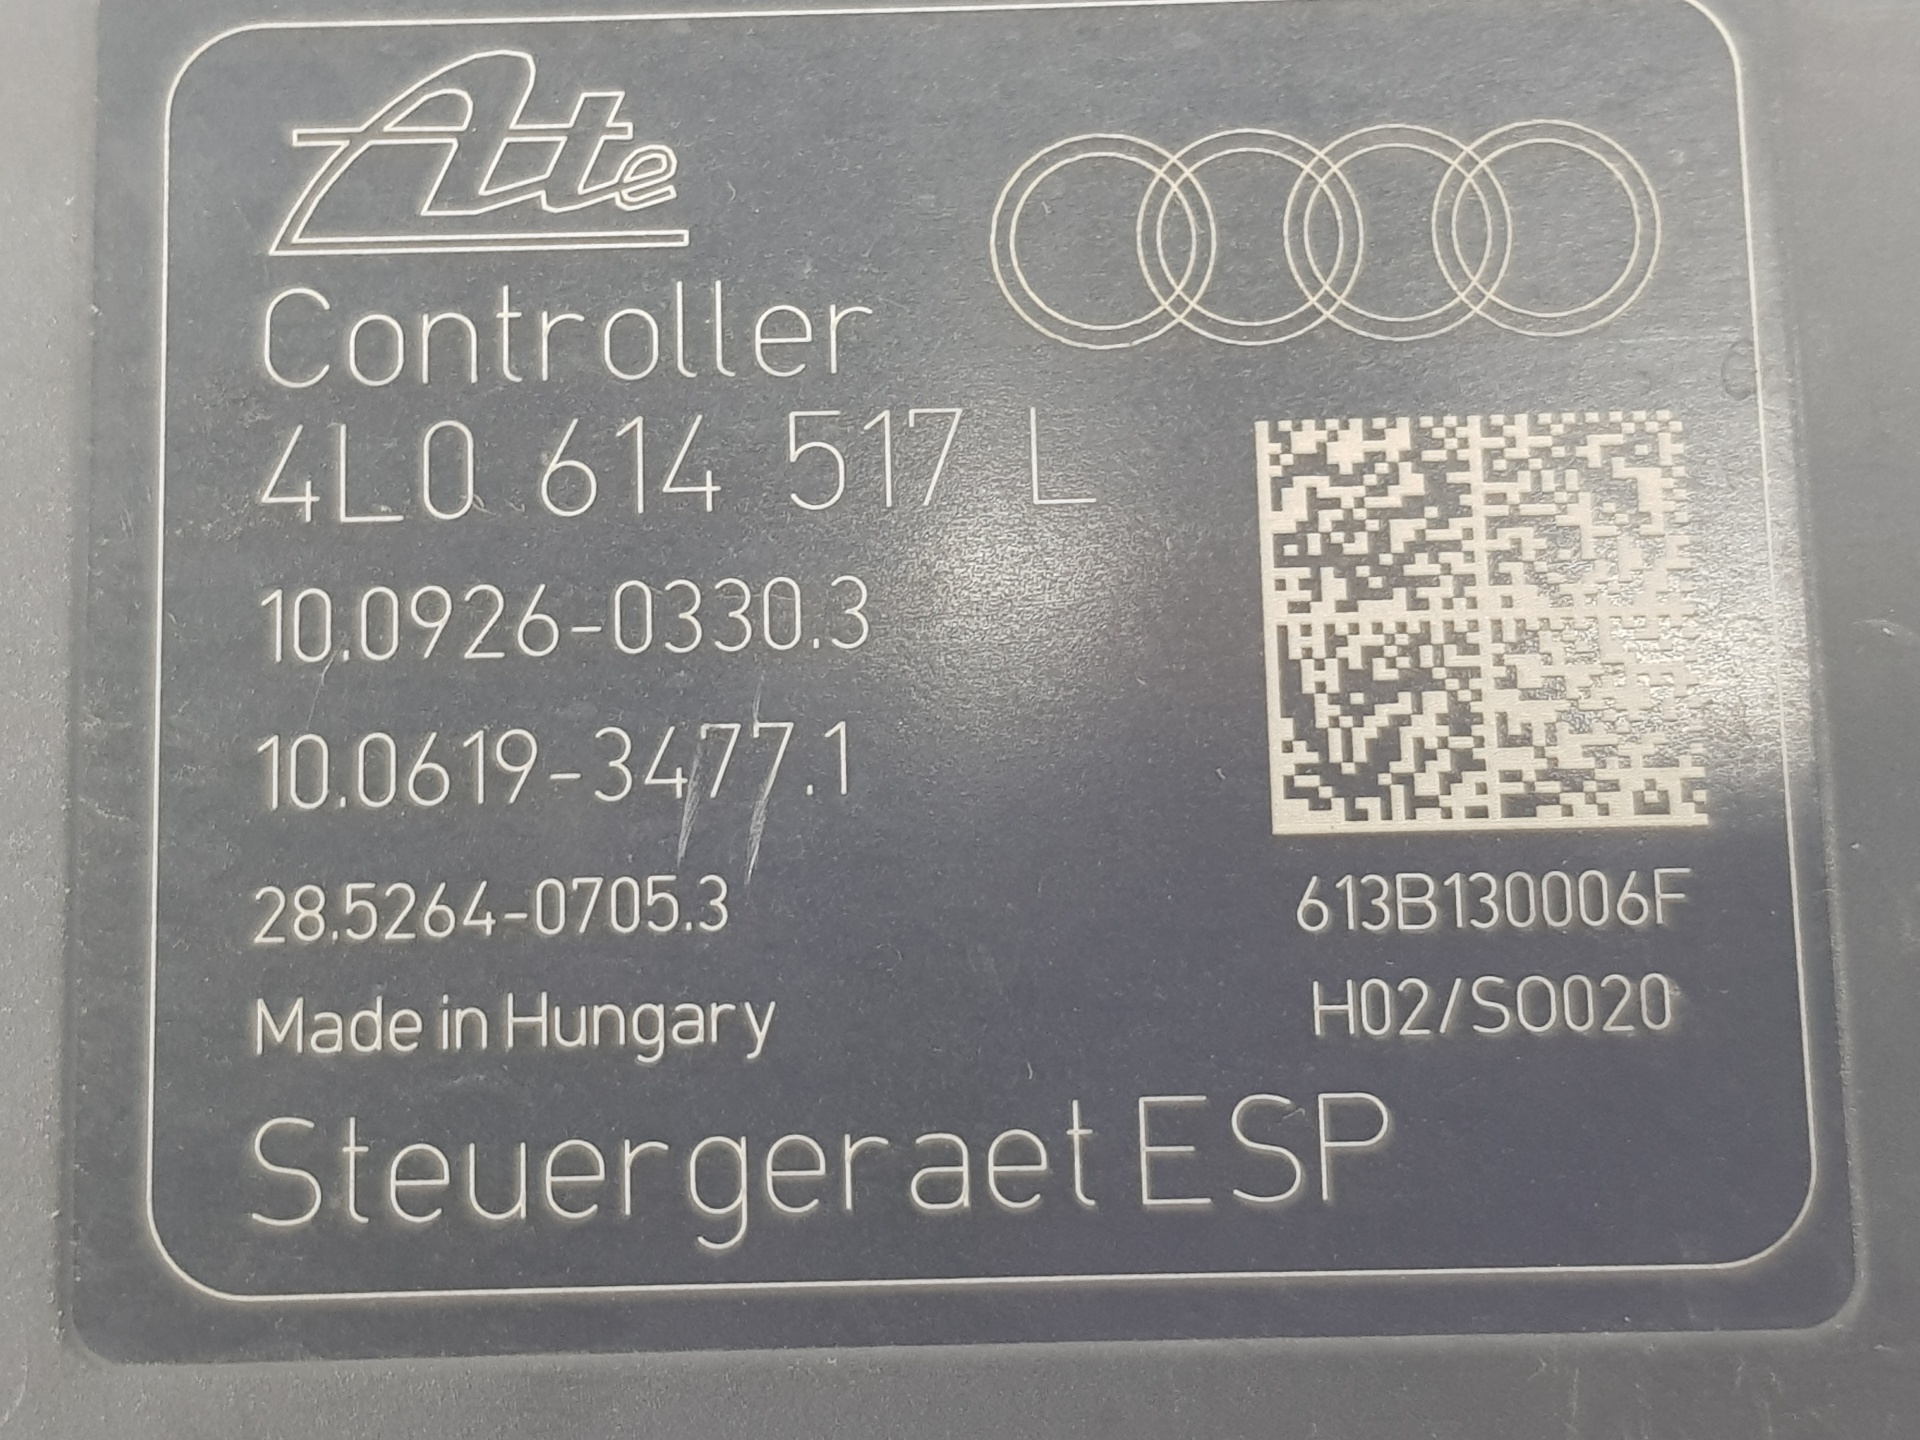 Ate
Controller
4L0 614 517 L
10.0926-0330.3
10.0619-3477.1
28.5264-0705.3
613B130006F
Made in Hungary
H02/SO020
Steuergeraet ESP